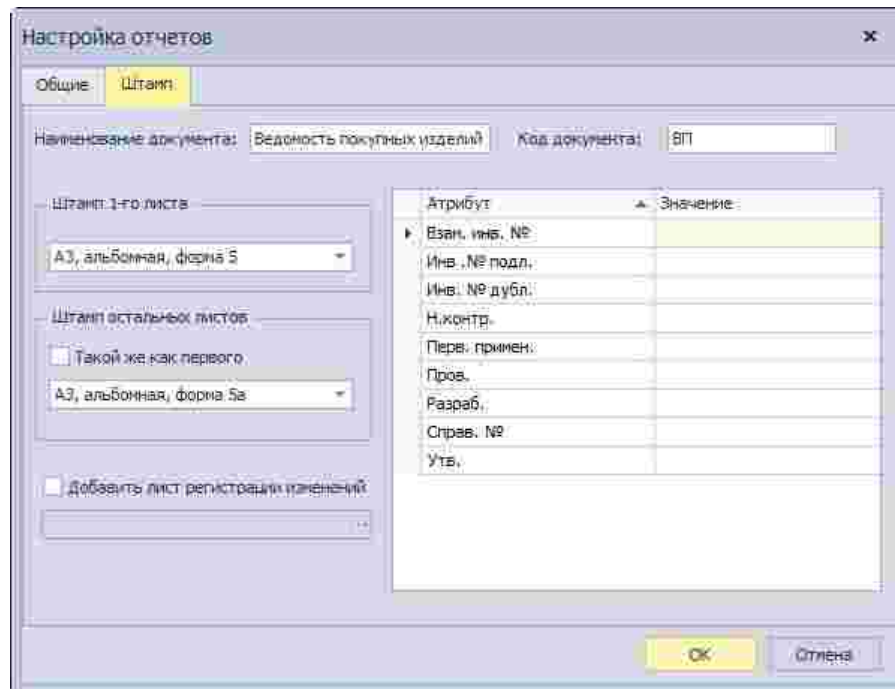 Настройка отчетов
Общие Штамп
Наименование документа: Ведомость покупных изделий Код документа: ВП
Штамп 1-го листа
А3, альбомная, форма 5
Штамп остальных листов
Такой же как первого
А3, альбомная, форма 5а
Добавить лист регистрации изменений
Атрибут Значение
Взам. инв. №
Инв .№ подл.
Инв. № дубл.
Н.контр.
Перв. примен.
Пров.
Разраб.
Справ. №
Утв.
ОК Отмена